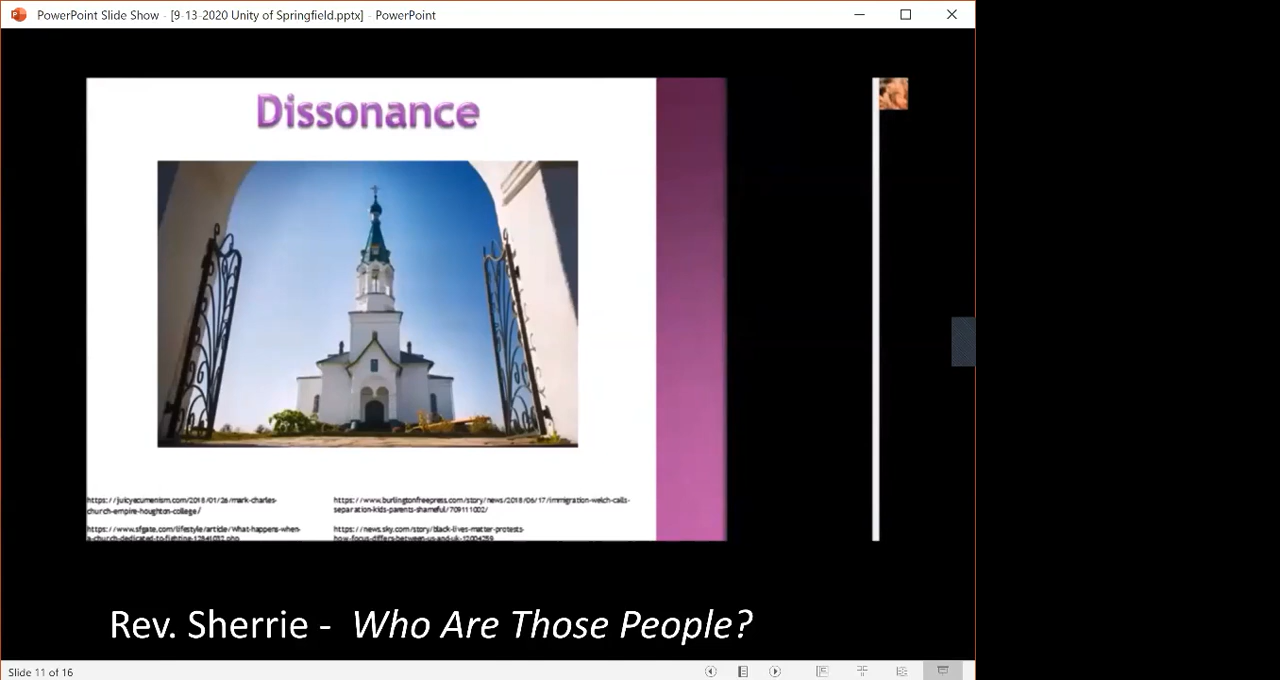 PowerPoint Slide Show - [9-13-2020 Unity of Springfield.pptx] - PowerPoint
Dissonance
https://juicyecumenism.com/2018/01/26/mark-charles-
church-empire-houghton-college/
https://www.sfgate.com/lifestyle/article/What-happens-when-
a-church-dedicated-to-fighting-12841032.php
https://www.burlingtonfreepress.com/story/news/2018/06/17/immigration-welch-calls-
separation-kids-parents-shameful/709111002/
https://news.sky.com/story/black-lives-matter-protests-
how-focus-differs-between-us-and-uk-12004259
Rev. Sherrie - Who Are Those People?
Slide 11 of 16